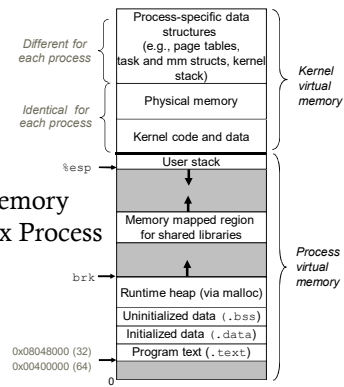 Process-specific data
structures
(e.g., page tables,
task and mm structs, kernel
stack)
Different for
each process
Kernel
virtual
memory
Physical memory
Identical for
each process
Kernel code and data
User stack
%esp
emory
x Process
Memory mapped region
for shared libraries
Process
virtual
memory
brk
Runtime heap (via malloc)
Uninitialized data (.bss)
Initialized data (.data)
Program text (.text)
0x08048000 (32)
0x00400000 (64)
0